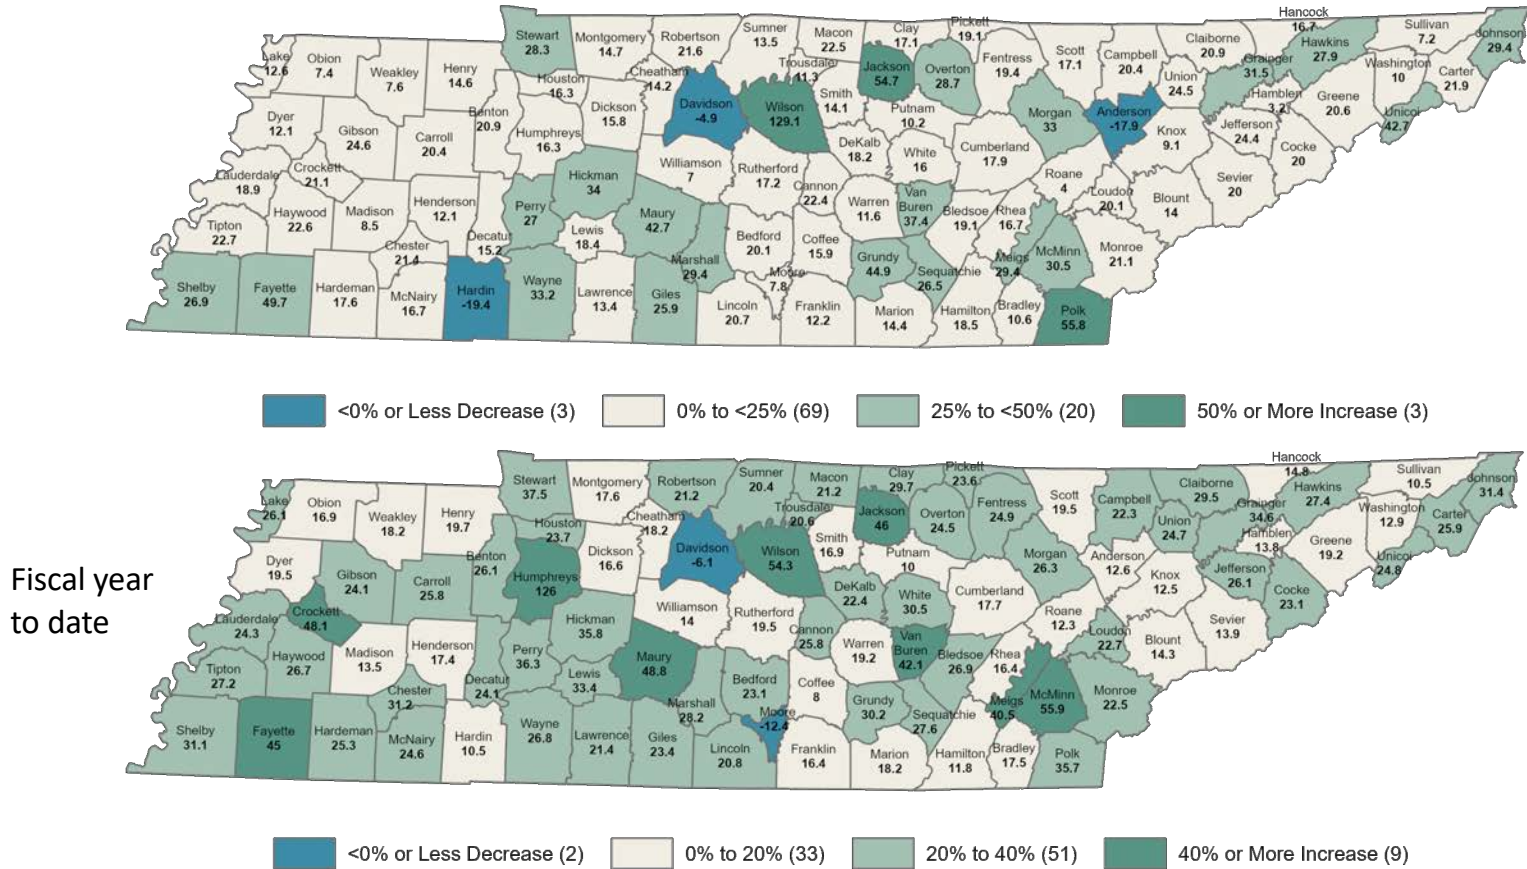 Stewart
28.3
Montgomery
14.7
Robertson
21.6
Sumner
13.5
Macon
22.5
Clay
17.1
Pickett
19.1
Hancock
16.7
Sullivan
7.2
Johnson
29.4
Lake
12.6
Obion
7.4
Weakley
7.6
Henry
14.6
Houston
16.3
Cheatham
14.2
Trousdale
11.3
Jackson
54.7
Overton
28.7
Fentress
19.4
Scott
17.1
Campbell
20.4
Claiborne
20.9
Union
24.5
Grainger
31.5
Hawkins
27.9
Washington
10
Carter
21.9
Dyer
12.1
Gibson
24.6
Carroll
20.4
Benton
20.9
Humphreys
16.3
Dickson
15.8
Davidson
-4.9
Wilson
129.1
Smith
14.1
Putnam
10.2
Morgan
33
Anderson
-17.9
Knox
9.1
Hamblen
3.2
Jefferson
24.4
Greene
20.6
Unicoi
42.7
Cocke
20
Lauderdale
18.9
Crockett
21.1
Hickman
34
Williamson
7
Rutherford
17.2
DeKalb
18.2
White
16
Cumberland
17.9
Roane
4
Loudon
20.1
Blount
14
Sevier
20
Tipton
22.7
Haywood
22.6
Madison
8.5
Henderson
12.1
Chester
21.4
Decatur
15.2
Perry
27
Lewis
18.4
Maury
42.7
Marshall
29.4
Bedford
20.1
Cannon
22.4
Coffee
15.9
Warren
11.6
Van
Buren
37.4
Bledsoe
19.1
Rhea
16.7
Meigs
29.4
McMinn
30.5
Monroe
21.1
Shelby
26.9
Fayette
49.7
Hardeman
17.6
McNairy
16.7
Hardin
-19.4
Wayne
33.2
Lawrence
13.4
Giles
25.9
Lincoln
20.7
Moore
7.8
Franklin
12.2
Grundy
44.9
Marion
14.4
Sequatchie
26.5
Hamilton
18.5
Bradley
10.6
Polk
55.8
<0% or Less Decrease (3) 0% to <25% (69) 25% to <50% (20) 50% or More Increase (3)
Fiscal year
to date
Stewart
37.5
Montgomery
17.6
Robertson
21.2
Sumner
20.4
Macon
21.2
Clay
29.7
Pickett
23.6
Hancock
14.8
Sullivan
10.5
Johnson
31.4
Lake
26.1
Obion
16.9
Weakley
18.2
Henry
19.7
Houston
23.7
Cheatham
18.2
Trousdale
20.6
Jackson
46
Overton
24.5
Fentress
24.9
Scott
19.5
Campbell
22.3
Claiborne
29.5
Union
24.7
Grainger
34.6
Hawkins
27.4
Washington
12.9
Carter
25.9
Dyer
19.5
Gibson
24.1
Carroll
25.8
Benton
26.1
Humphreys
126
Dickson
16.6
Davidson
-6.1
Wilson
54.3
Smith
16.9
Putnam
10
Morgan
26.3
Anderson
12.6
Knox
12.5
Hamblen
13.8
Jefferson
26.1
Greene
19.2
Unicoi
24.8
Cocke
23.1
Lauderdale
24.3
Crockett
48.1
Hickman
35.8
Williamson
14
Rutherford
19.5
DeKalb
22.4
White
30.5
Cumberland
17.7
Roane
12.3
Loudon
22.7
Blount
14.3
Sevier
13.9
Tipton
27.2
Haywood
26.7
Madison
13.5
Henderson
17.4
Chester
31.2
Decatur
24.1
Perry
36.3
Lewis
33.4
Maury
48.8
Marshall
28.2
Bedford
23.1
Cannon
25.8
Coffee
8
Warren
19.2
Van
Buren
42.1
Bledsoe
26.9
Rhea
16.4
Meigs
40.5
McMinn
55.9
Monroe
22.5
Shelby
31.1
Fayette
45
Hardeman
25.3
McNairy
24.6
Hardin
10.5
Wayne
26.8
Lawrence
21.4
Giles
23.4
Lincoln
20.8
Moore
-12.4
Franklin
16.4
Grundy
30.2
Marion
18.2
Sequatchie
27.6
Hamilton
11.8
Bradley
17.5
Polk
35.7
<0% or Less Decrease (2) 0% to 20% (33) 20% to 40% (51) 40% or More Increase (9)